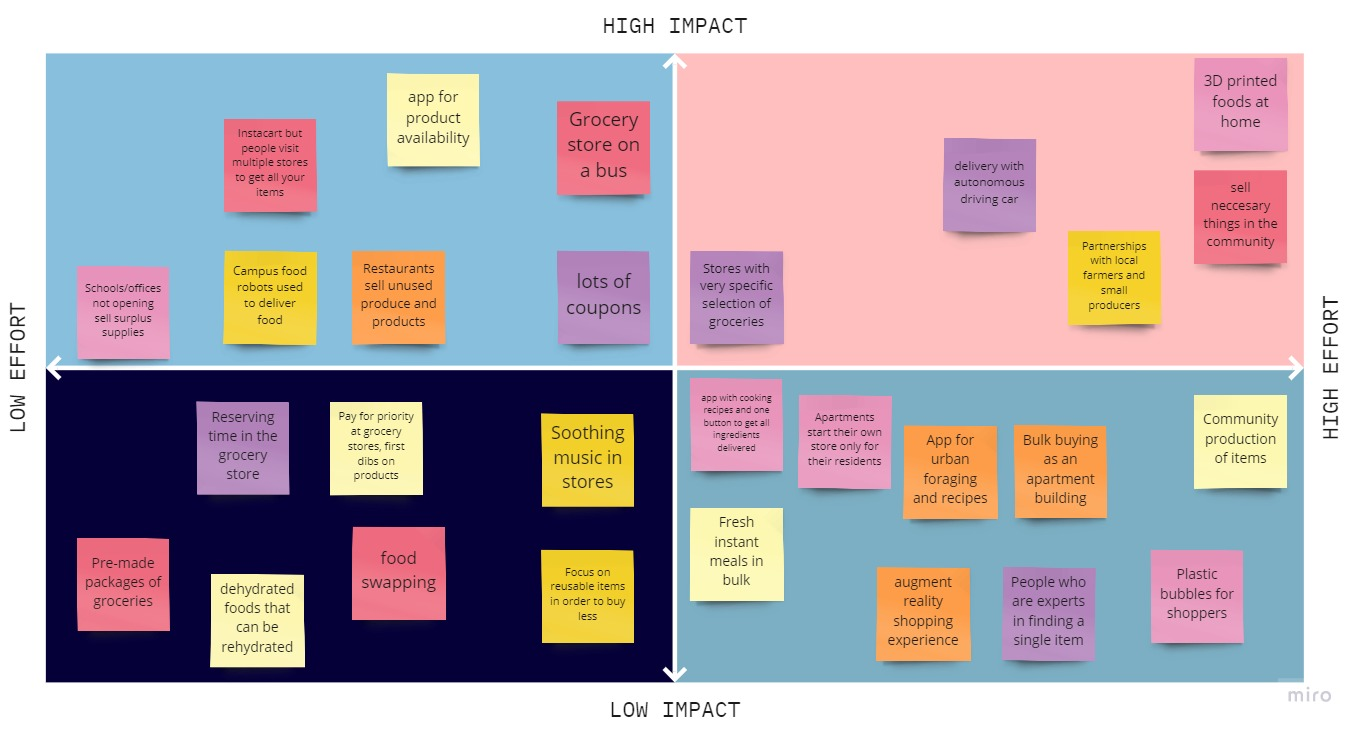 HIGH IMPACT
LOW EFFORT
HIGH EFFORT
Instacart but
people visit
multiple stores
to get all your
items
app for
product
availability
Grocery
store on
a bus
Schools/offices
not opening
sell surplus
supplies
Campus food
robots used
to deliver
food
Restaurants
sell unused
produce and
products
lots of
coupons
3D printed
foods at
home
delivery with
autonomous
driving car
sell
neccesary
things in the
community
Partnerships
with local
farmers and
small
producers
Stores with
very specific
selection of
groceries
Reserving
time in the
grocery
store
Pay for priority
at grocery
stores, first
dibs on
products
Soothing
music in
stores
Pre-made
packages of
groceries
dehydrated
foods that
can be
rehydrated
food
swapping
Focus on
reusable items
in order to buy
less
app with cooking
recipes and one
button to get all
ingredients
delivered
Apartments
start their own
store only for
their residents
App for
urban
foraging
and recipes
Bulk buying
as an
apartment
building
Community
production
of items
Fresh
instant
meals in
bulk
augment
reality
shopping
experience
People who
are experts
in finding a
single item
Plastic
bubbles for
shoppers
LOW IMPACT
miro